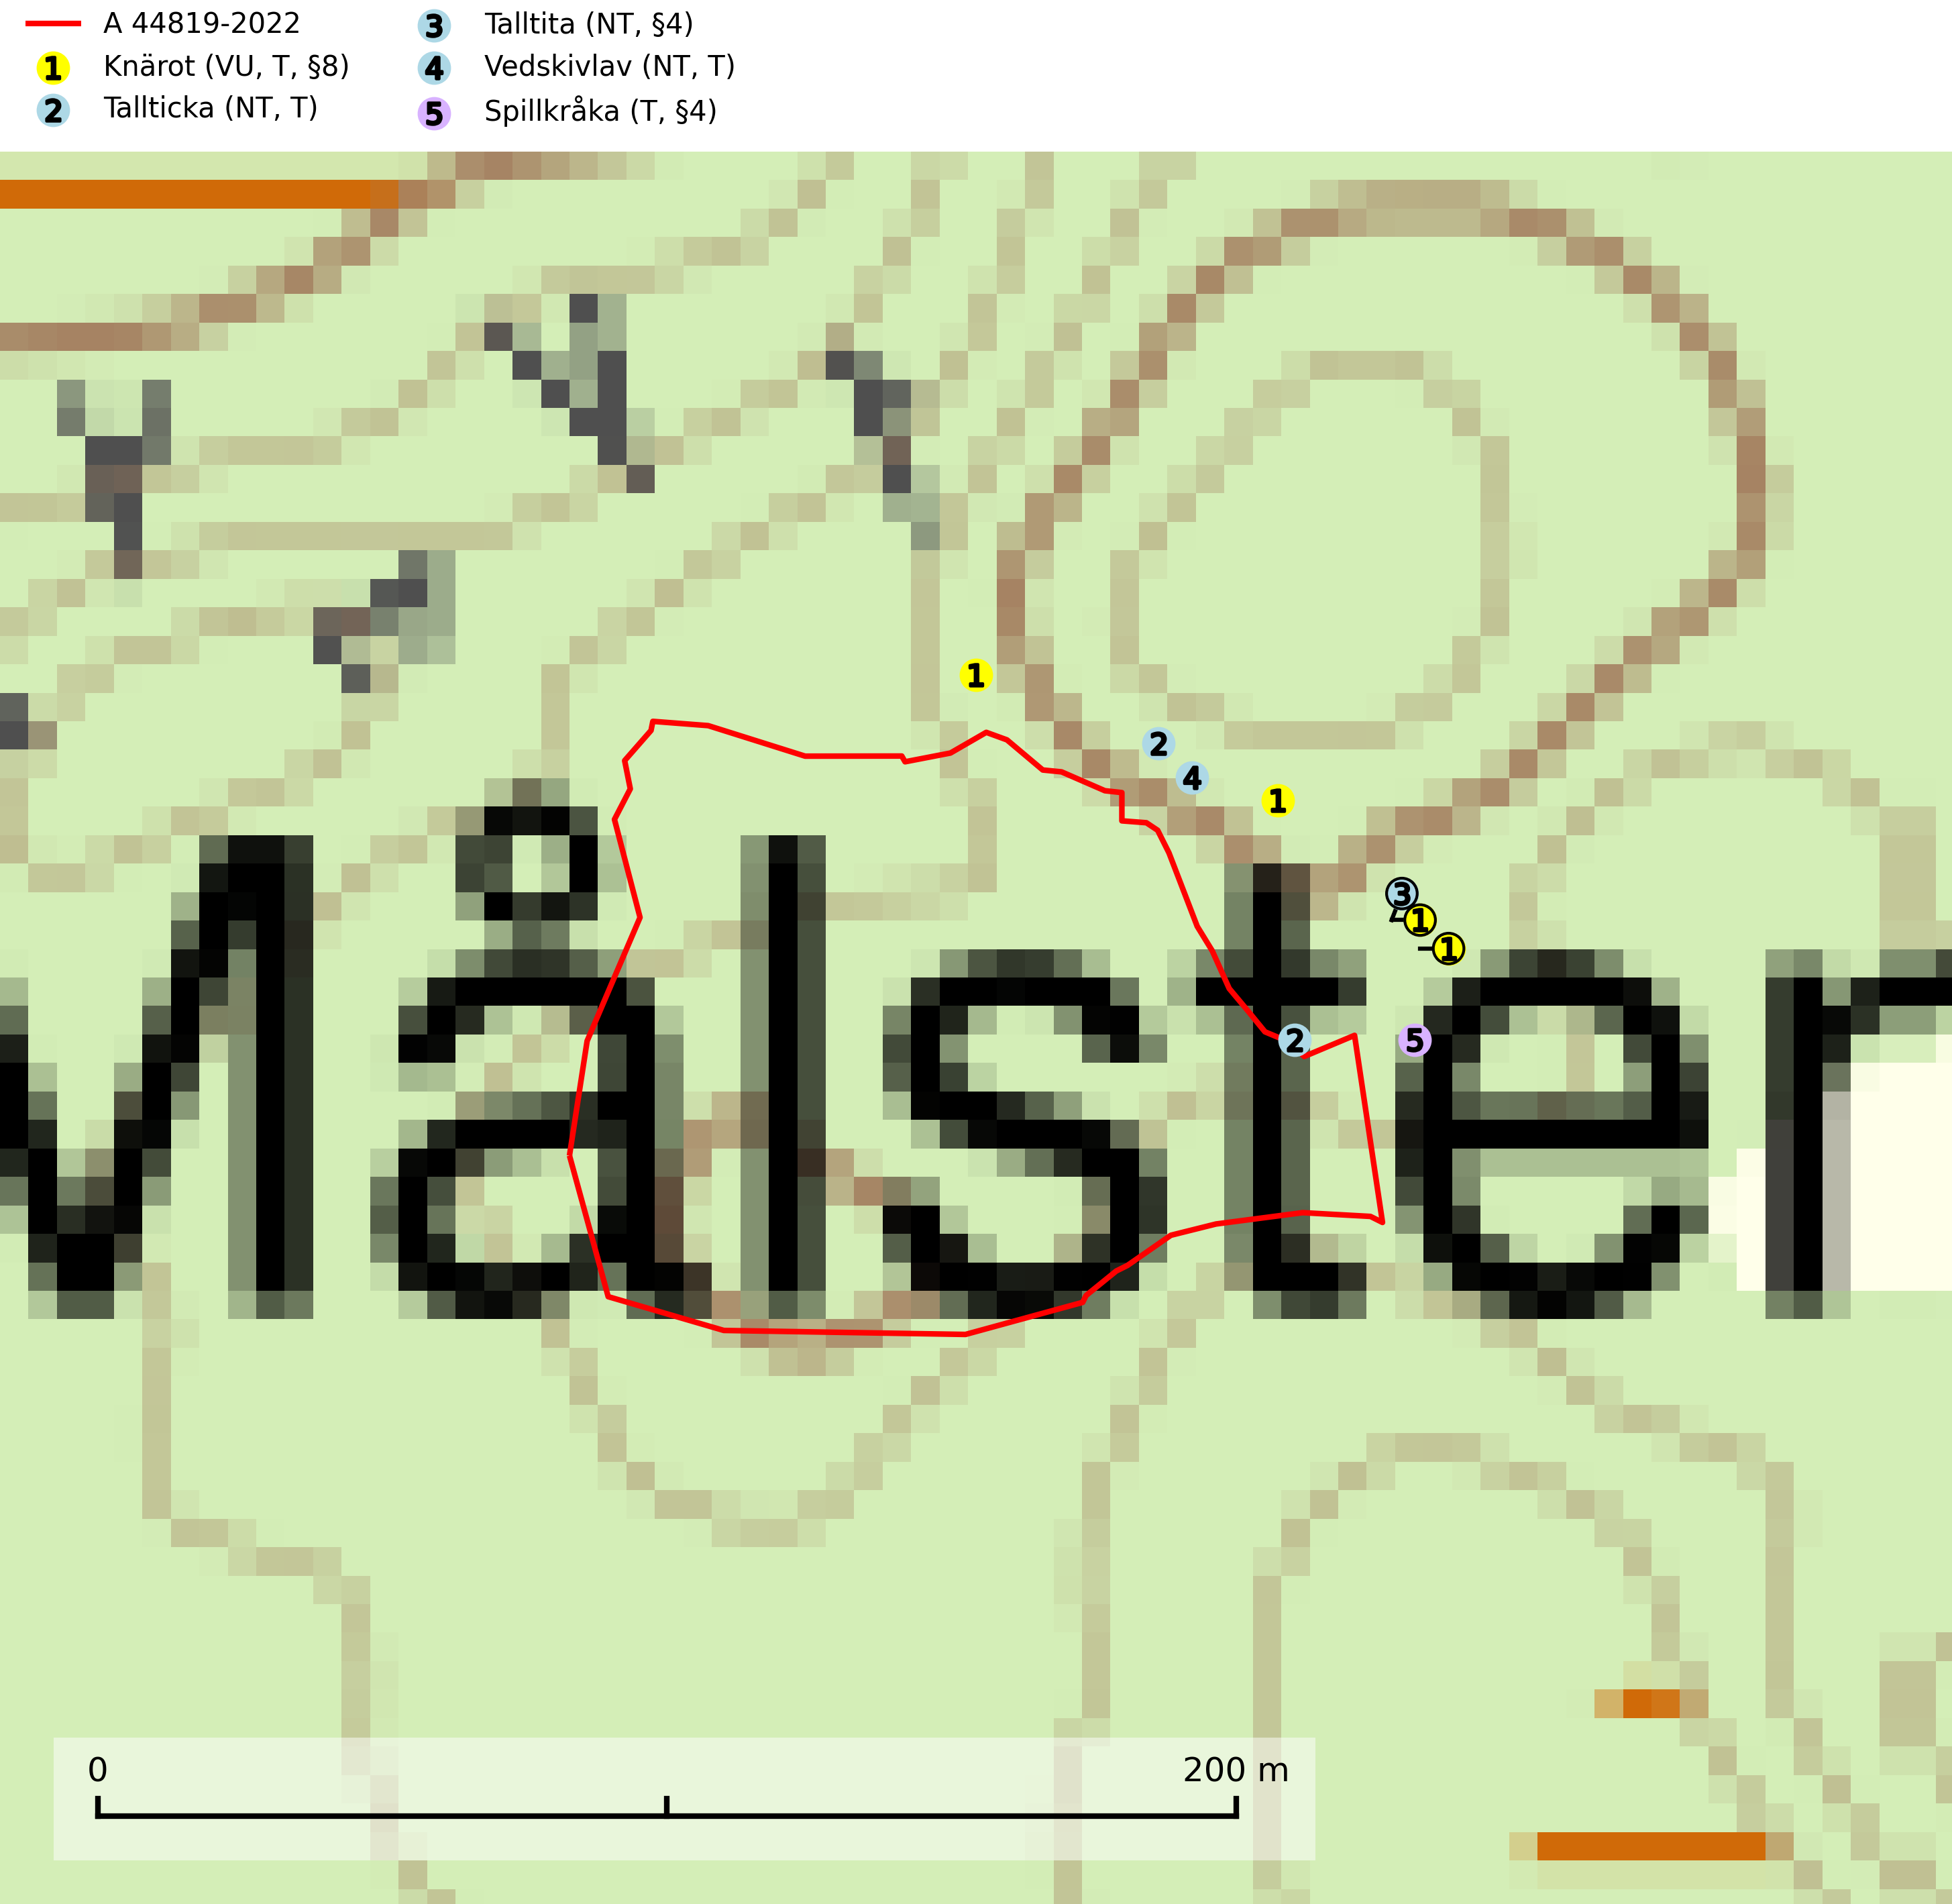 A 44819-2022
1 Knärot (VU, T, §8)
2 Tallticka (NT, T)
3 Talltita (NT, §4)
4 Vedskivlav (NT, T)
5 Spillkråka (T, §4)
1
2
4
1
3
1
1
2
5
0 200 m